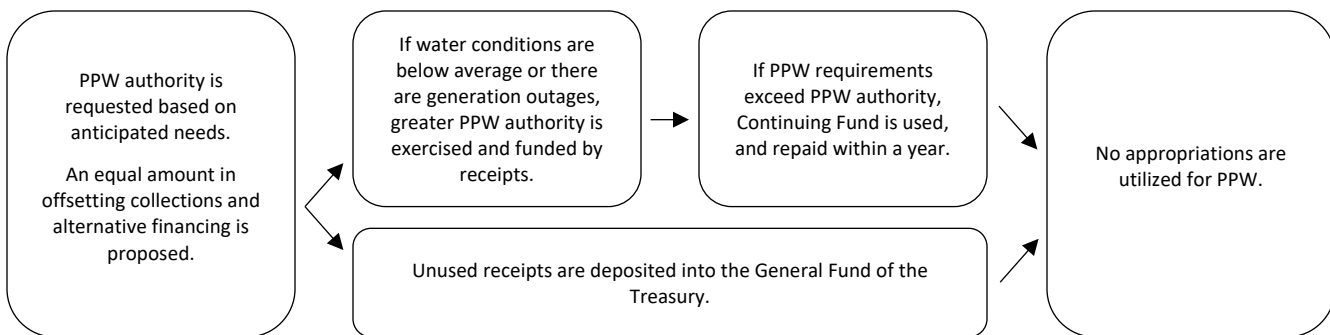 PPW authority is
requested based on
anticipated needs.
An equal amount in
offsetting collections and
alternative financing is
proposed.
If water conditions are
below average or there
are generation outages,
greater PPW authority is
exercised and funded by
receipts.
If PPW requirements
exceed PPW authority,
Continuing Fund is used,
and repaid within a year.
Unused receipts are deposited into the General Fund of the
Treasury.
No appropriations are
utilized for PPW.